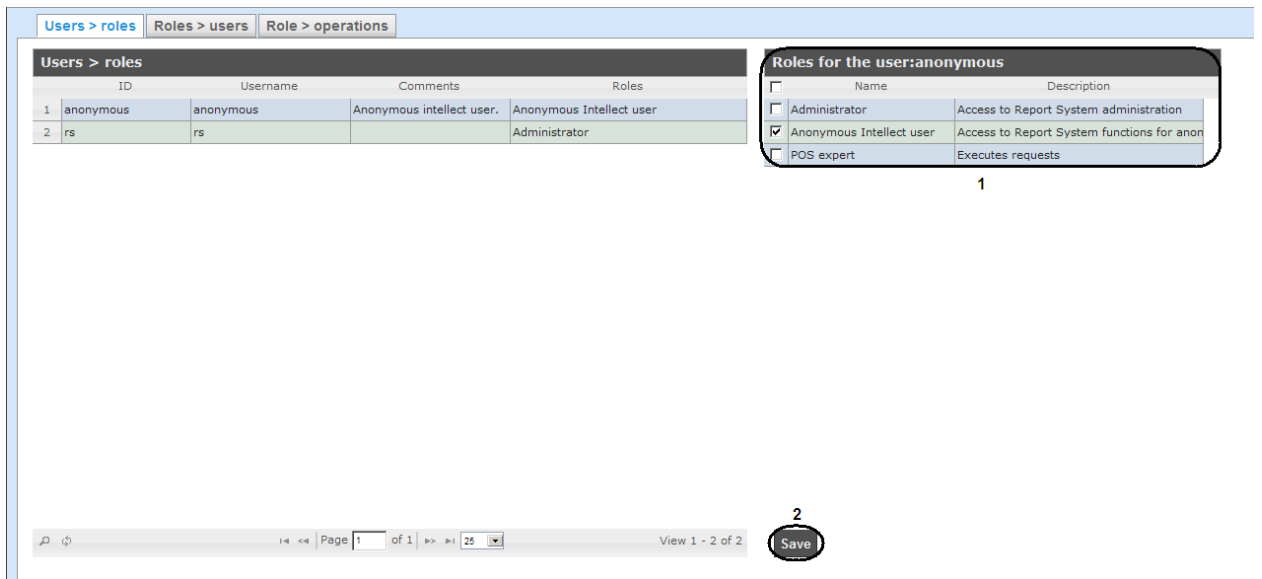 Users > roles Roles > users Role > operations
Users > roles
ID Username Comments Roles
1 anonymous anonymous Anonymous intellect user. Anonymous Intellect user
2 rs rs Administrator
Roles for the user:anonymous
Name Description
Administrator Access to Report System administration
Anonymous Intellect user Access to Report System functions for anon
POS expert Executes requests
1
Page 1 of 1 25 View 1 - 2 of 2
2
Save